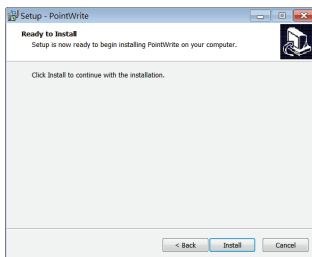 Setup - PointWrite
Ready to Install
Setup is now ready to begin installing PointWrite on your computer.
Click Install to continue with the installation.
< Back
Install
Cancel